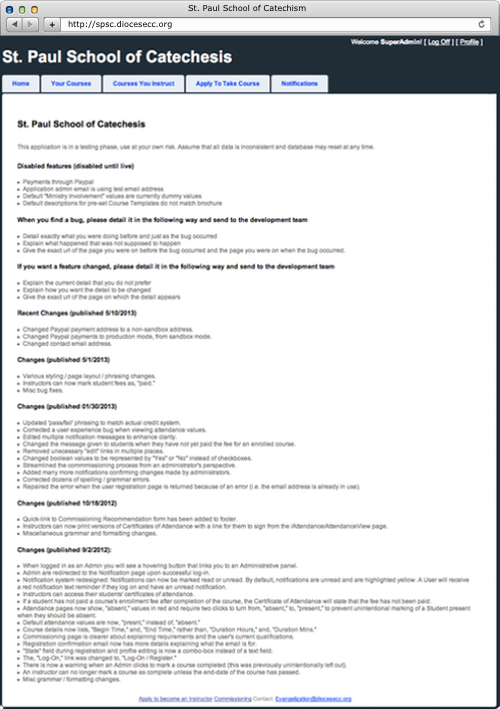 St. Paul School of Catechism
http://spsc.diocesecc.org
Welcome SuperAdmin! [ Log Off ] [ Profile ]
St. Paul School of Catechesis
Home
Your Courses
Courses You Instruct
Apply To Take Course
Notifications
St. Paul School of Catechesis
This application is in a testing phase, use at your own risk. Assume that all data is inconsistent and database may reset at any time.
Disabled features (disabled until live)
Payments through Paypal
Application admin email is using test email address
Default "Ministry Involvement" values are currently dummy values
Default descriptions for pre-set Course Templates do not match brochure
When you find a bug, please detail it in the following way and send to the development team
Detail exactly what you were doing before and just as the bug occurred
Explain what happened that was not supposed to happen
Give the exact url of the page you were on before the bug occurred and the page you were on when the bug occurred.
If you want a feature changed, please detail it in the following way and send to the development team
Explain the current detail that you do not prefer
Explain how you want the detail to be changed
Give the exact url of the page on which the detail appears
Recent Changes (published 5/10/2013)
Changed Paypal payment address to a non-sandbox address.
Changed Paypal payments to production mode, from sandbox mode.
Changed contact email address.
Changes (published 5/1/2013)
Various styling / page layout / phrasing changes.
Instructors can now mark student fees as, "paid."
Misc bug fixes.
Changes (published 01/30/2013)
Updated 'pass/fail' phrasing to match actual credit system.
Corrected a user experience bug when viewing attendance values.
Edited multiple notification messages to enhance clarity.
Changed the message given to students when they have not yet paid the fee for an enrolled course.
Removed unecessary "edit" links in multiple places.
Changed boolean values to be represented by "Yes" or "No" instead of checkboxes.
Streamlined the commissioning process from an administrator's perspective.
Added many more notifications confirming changes made by administrators.
Corrected dozens of spelling / grammar errors.
Repaired the error when the user registration page is returned because of an error (i.e. the email address is already in use).
Changes (published 10/18/2012)
Quick-link to Commissioning Recommendation form has been added to footer.
Instructors can now print versions of Certificates of Attendance with a line for them to sign from the /Attendance/AttendanceView page.
Miscellaneous grammar and formatting changes.
Changes (published 9/2/2012):
When logged in as an Admin you will see a hovering button that links you to an Administrative panel.
Admin are redirected to the Notification page upon successful log-in.
Notification system redesigned: Notifications can now be marked read or unread. By default, notifications are unread and are highlighted yellow. A User will receive
a red notification text reminder if they log on and have an unread notification.
Instructors can access their students' certificates of attendance.
If a student has not paid a course's enrollment fee after completion of the course, the Certificate of Attendance will state that the fee has not been paid.
Attendance pages now show, "absent," values in red and require two clicks to turn from, "absent," to, "present," to prevent unintentional marking of a Student present
when they should be absent.
Default attendance values are now, "present," instead of, "absent."
Course details now lists, "Begin Time," and, "End Time," rather than, "Duration Hours," and, "Duration Mins."
Commissioning page is clearer about explaining requirements and the user's current qualifications.
Registration confirmation email now has more details explaining what the email is for.
"State" field during registration and profile editing is now a combo-box instead of a text field.
The, "Log-On," link was changed to, "Log-On / Register."
There is now a warning when an Admin clicks to mark a course completed (this was previously unintentionally left out).
An instructor can no longer mark a course as complete unless the end-date of the course has passed.
Misc grammar / formatting changes.
Apply to become an Instructor Commissioning Contact: Evangelization@diocesecc.org